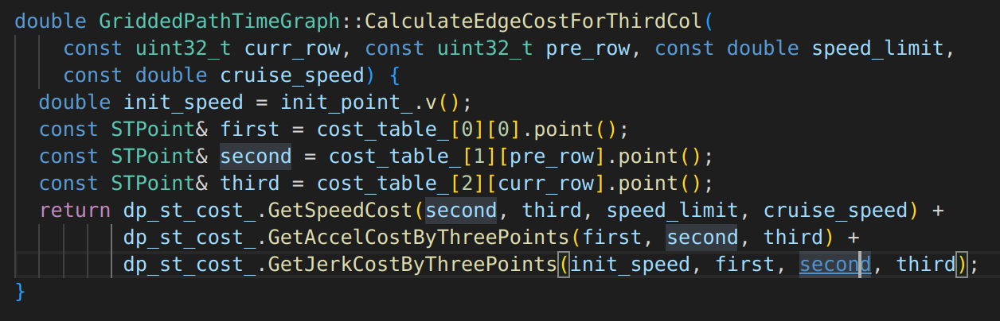 double GriddedPathTimeGraph::CalculateEdgeCostForThirdCol(
    const uint32_t curr_row, const uint32_t pre_row, const double speed_limit,
    const double cruise_speed) {
  double init_speed = init_point_.v();
  const STPoint& first = cost_table_[0][0].point();
  const STPoint& second = cost_table_[1][pre_row].point();
  const STPoint& third = cost_table_[2][curr_row].point();
  return dp_st_cost_.GetSpeedCost(second, third, speed_limit, cruise_speed) +
         dp_st_cost_.GetAccelCostByThreePoints(first, second, third) +
         dp_st_cost_.GetJerkCostByThreePoints(init_speed, first, second, third);
}